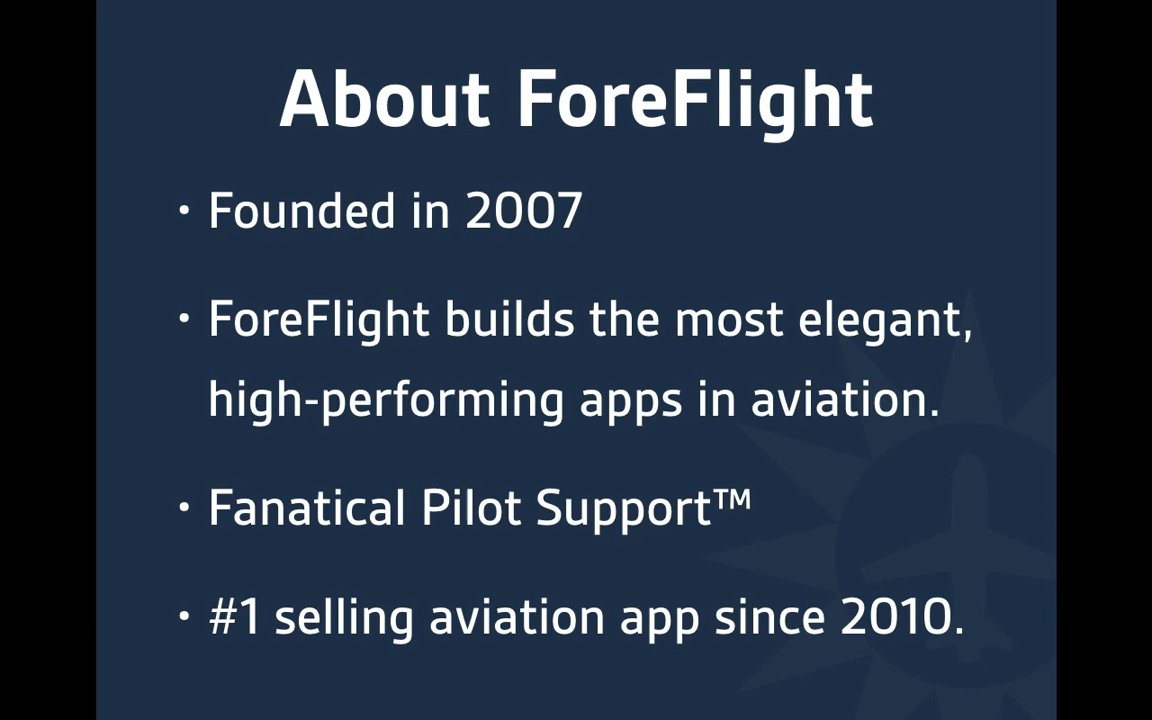 About ForeFlight
• Founded in 2007
• ForeFlight builds the most elegant,
high-performing apps in aviation.
• Fanatical Pilot Support™
• #1 selling aviation app since 2010.